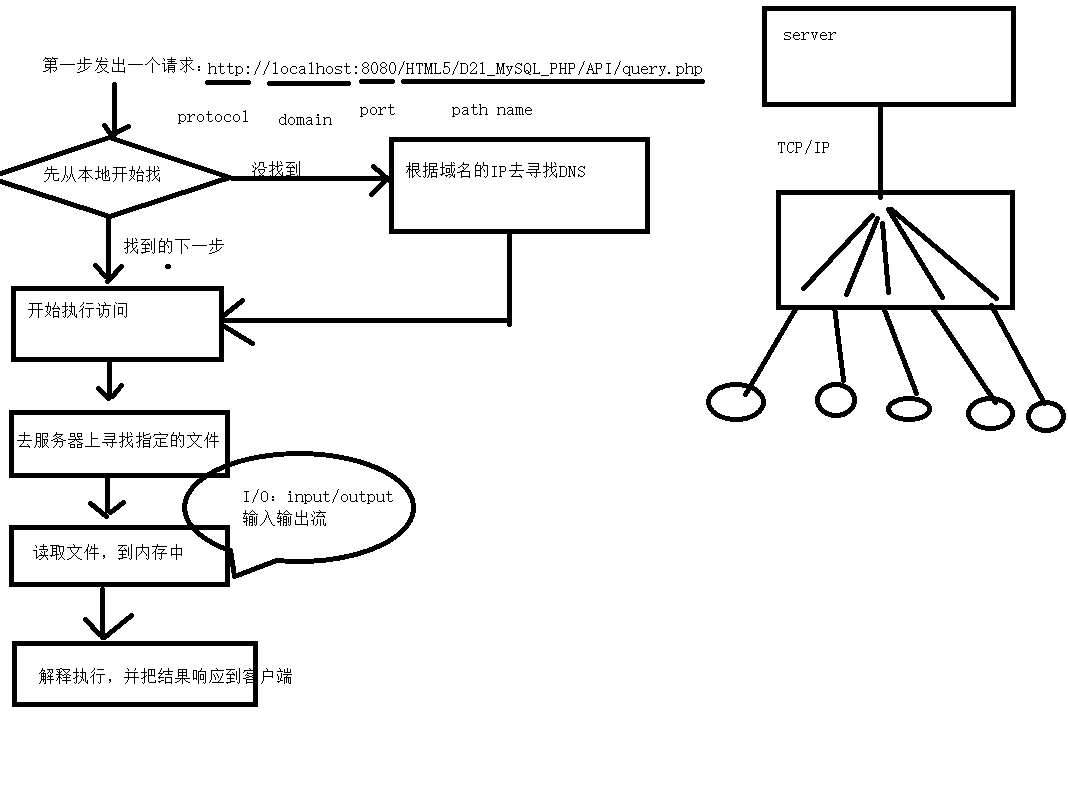 第一步发出一个请求：http://localhost:8080/HTML5/D21_MySQL_PHP/API/query.php
protocol
domain
port
path name
先从本地开始找
没找到
根据域名的IP去寻找DNS
找到的下一步
开始执行访问
去服务器上寻找指定的文件
I/O：input/output
输入输出流
读取文件，到内存中
解释执行，并把结果响应到客户端
server
TCP/IP